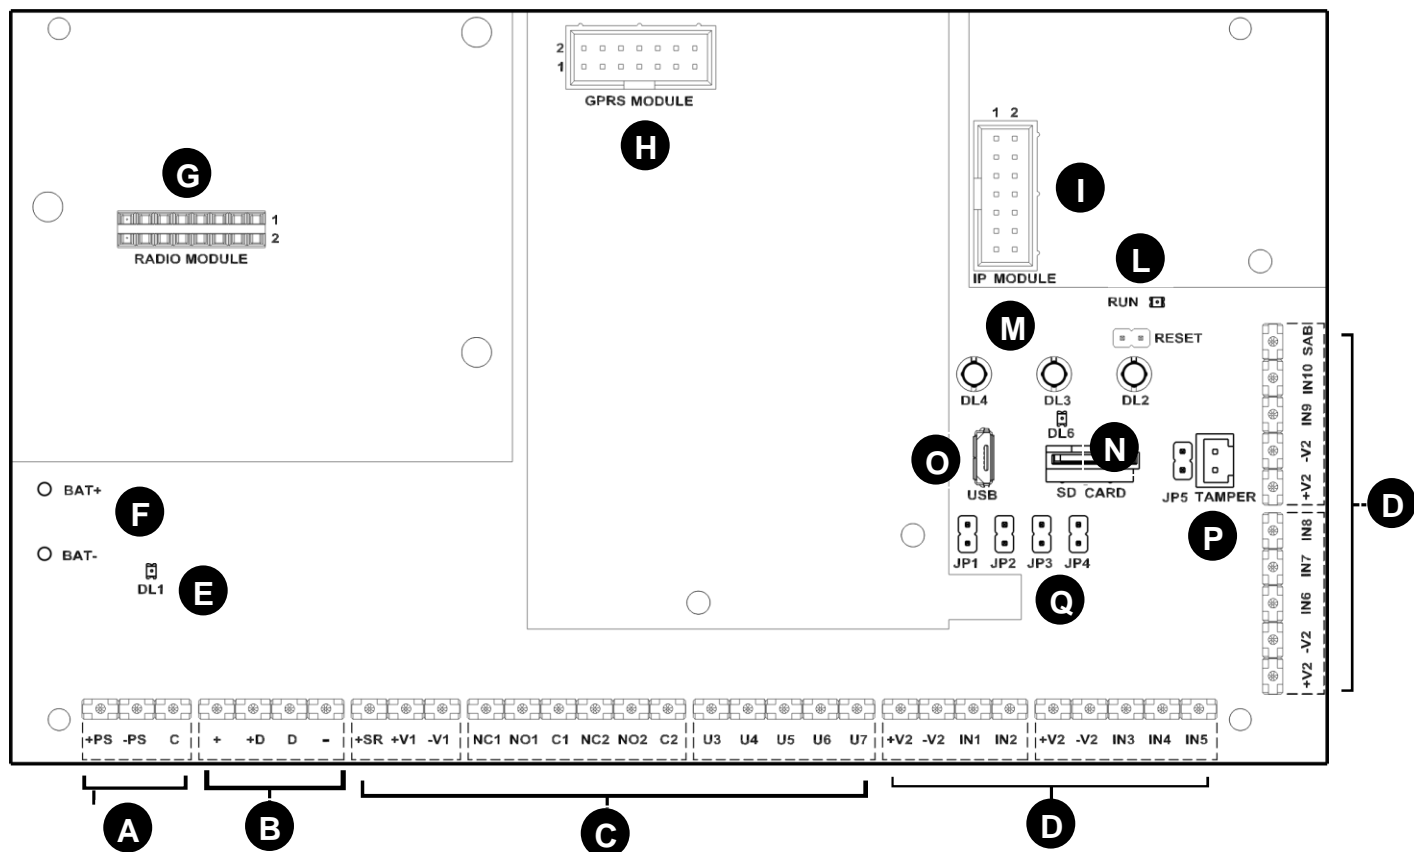 2
1
GPRS MODULE
H
1 2
I
G
1
2
RADIO MODULE
L
IP MODULE
RUN
M
RESET
DL4
DL3
DL2
DL6
N
O
USB
SD CARD
JP5 TAMPER
P
JP1
JP2
JP3
JP4
Q
BAT+
F
BAT-
DL1
E
SAB
IN10
IN9
-V2
+V2
D
IN8
IN7
IN6
-V2
+V2
+PS -PS C
+ +D D -
+SR +V1 -V1
NC1 NO1 C1 NC2 NO2 C2
U3 U4 U5 U6 U7
+V2 -V2 IN1 IN2
+V2 -V2 IN3 IN4 IN5
A
B
C
D